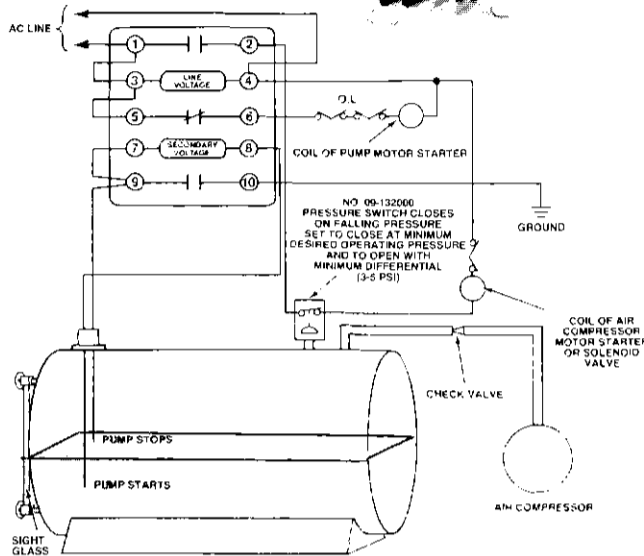 AC LINE
1
2
3
LINE
VOLTAGE
4
5
6
O.L
COIL OF PUMP MOTOR STARTER
7
SECONDARY
VOLTAGE
8
9
10
GROUND
NO. 09-132000
PRESSURE SWITCH CLOSES
ON FALLING PRESSURE
SET TO CLOSE AT MINIMUM
DESIRED OPERATING PRESSURE
AND TO OPEN WITH
MINIMUM DIFFERENTIAL
(3-5 PSI)
COIL OF AIR
COMPRESSOR
MOTOR STARTER
OR SOLENOID
VALVE
CHECK VALVE
PUMP STOPS
PUMP STARTS
AIR COMPRESSOR
SIGHT
GLASS